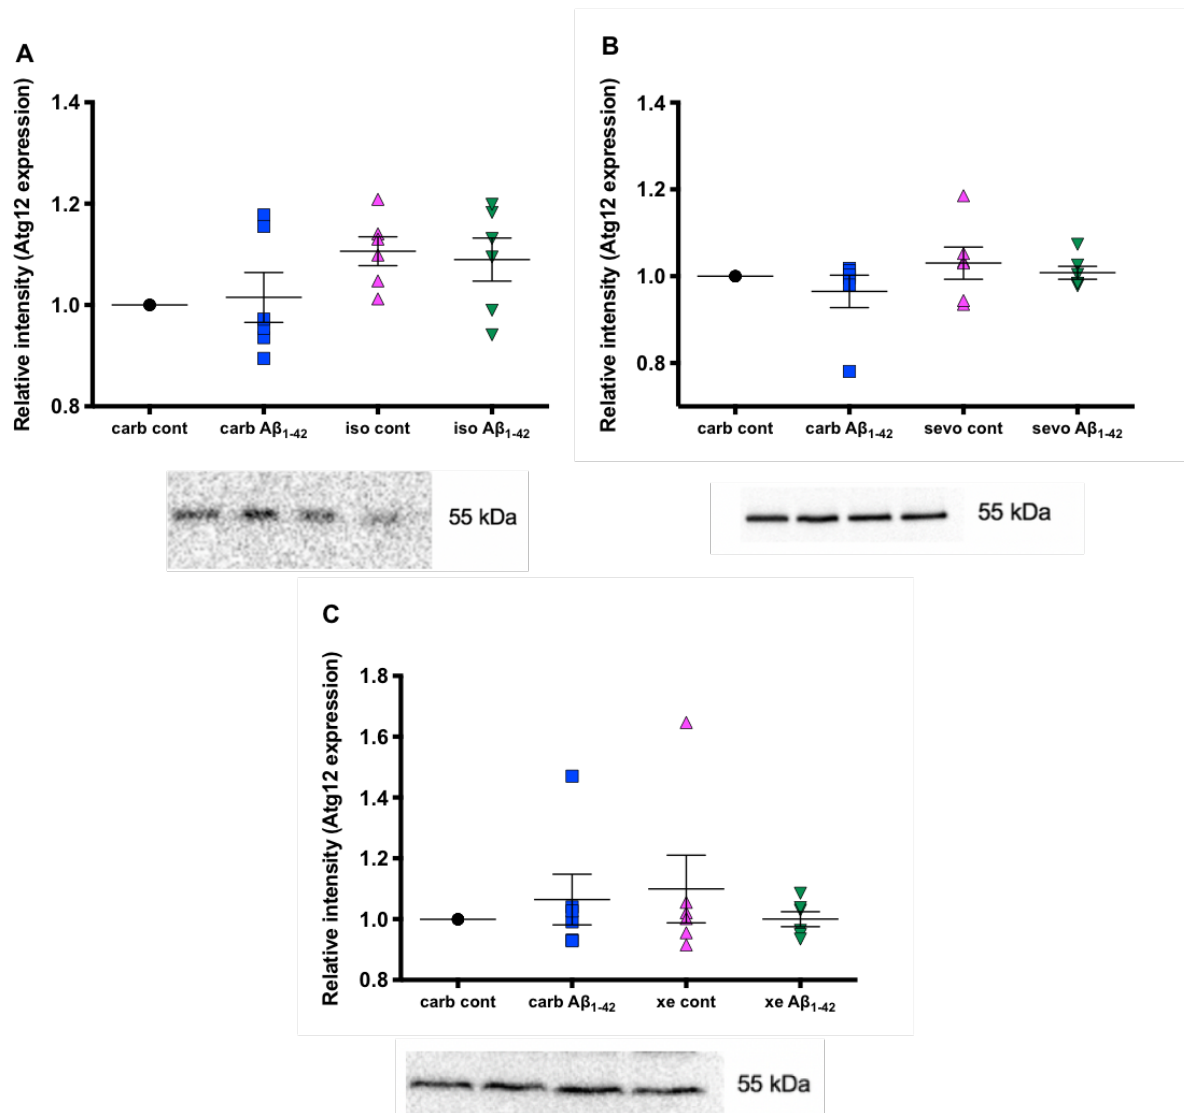 A
Relative intensity (Atg12 expression)
1.4
1.2
1.0
0.8
carb cont
carb Aβ₁₋₄₂
iso cont
iso Aβ₁₋₄₂
55 kDa
B
Relative intensity (Atg12 expression)
1.4
1.2
1.0
0.8
carb cont
carb Aβ₁₋₄₂
sevo cont
sevo Aβ₁₋₄₂
55 kDa
C
Relative intensity (Atg12 expression)
1.8
1.6
1.4
1.2
1.0
0.8
carb cont
carb Aβ₁₋₄₂
xe cont
xe Aβ₁₋₄₂
55 kDa